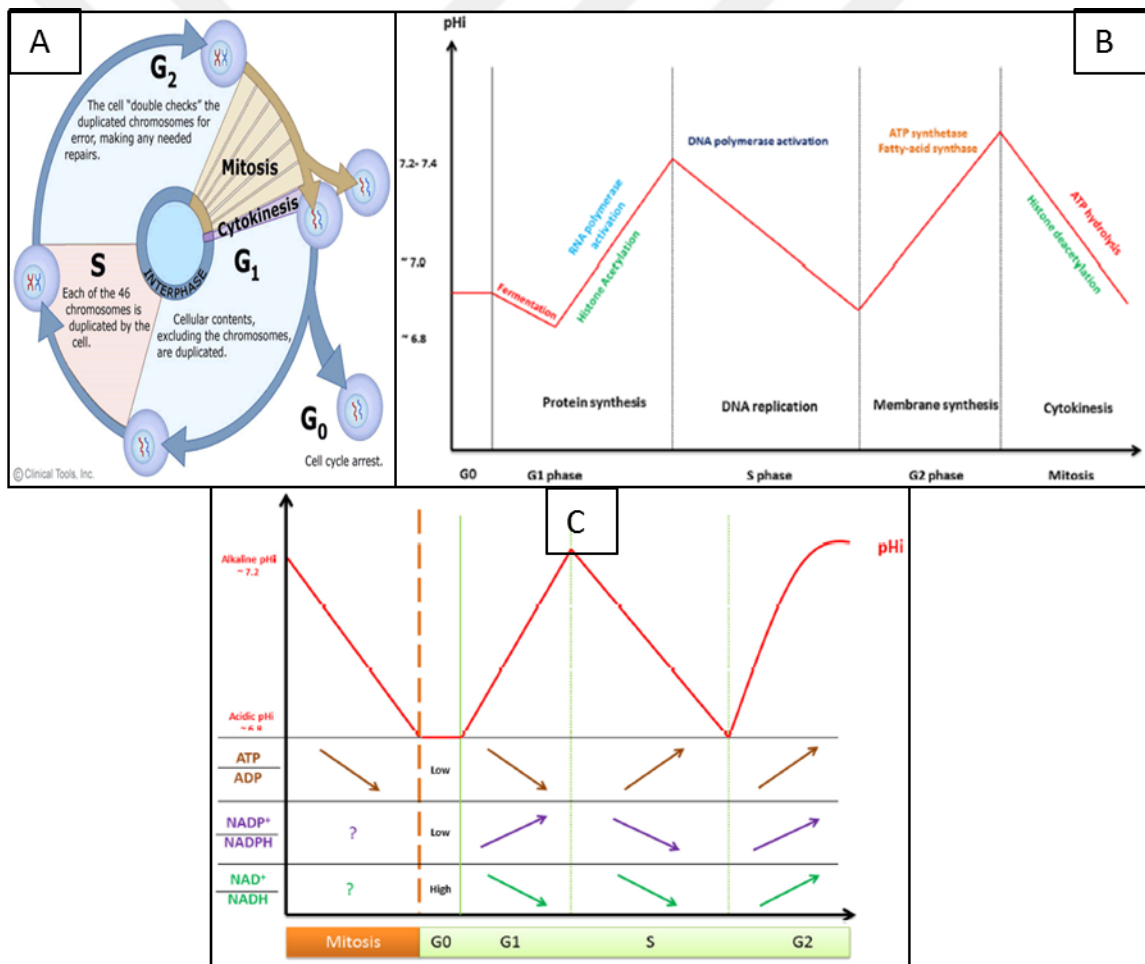 A
G2
The cell "double checks" the
duplicated chromosomes for
error, making any needed
repairs.
Mitosis
Cytokinesis
S
Each of the 46
chromosomes is
duplicated by the
cell.
INTERPHASE
G1
Cellular contents,
excluding the chromosomes,
are duplicated.
G0
Cell cycle arrest.
© Clinical Tools, Inc.
pHi
B
7.2- 7.4
~ 7.0
~ 6.8
Fermentation
RNA polymerase
activation
Histone Acetylation
DNA polymerase activation
ATP synthetase
Fatty-acid synthase
ATP hydrolysis
Histone deacetylation
Protein synthesis
DNA replication
Membrane synthesis
Cytokinesis
G0
G1 phase
S phase
G2 phase
Mitosis
C
Alkaline pHi
~ 7.2
pHi
Acidic pHi
~ 6.8
ATP
ADP
Low
NADP+
NADPH
?
Low
NAD+
NADH
?
High
Mitosis
G0
G1
S
G2